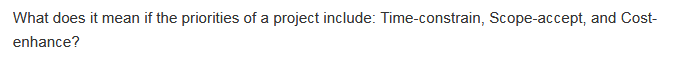 What does it mean if the priorities of a project include: Time-constrain, Scope-accept, and Cost-
enhance?